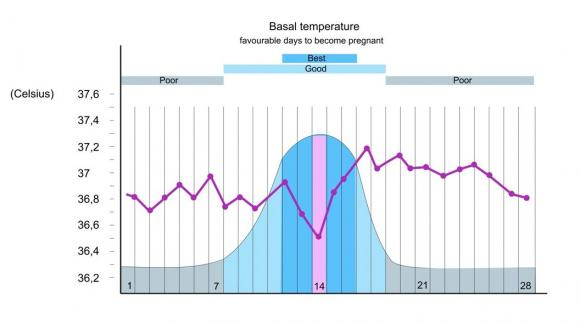 Basal temperature
favourable days to become pregnant
Best
Good
Poor
Poor
(Celsius)
37,6
37,4
37,2
37
36,8
36,6
36,4
36,2
1
7
14
21
28